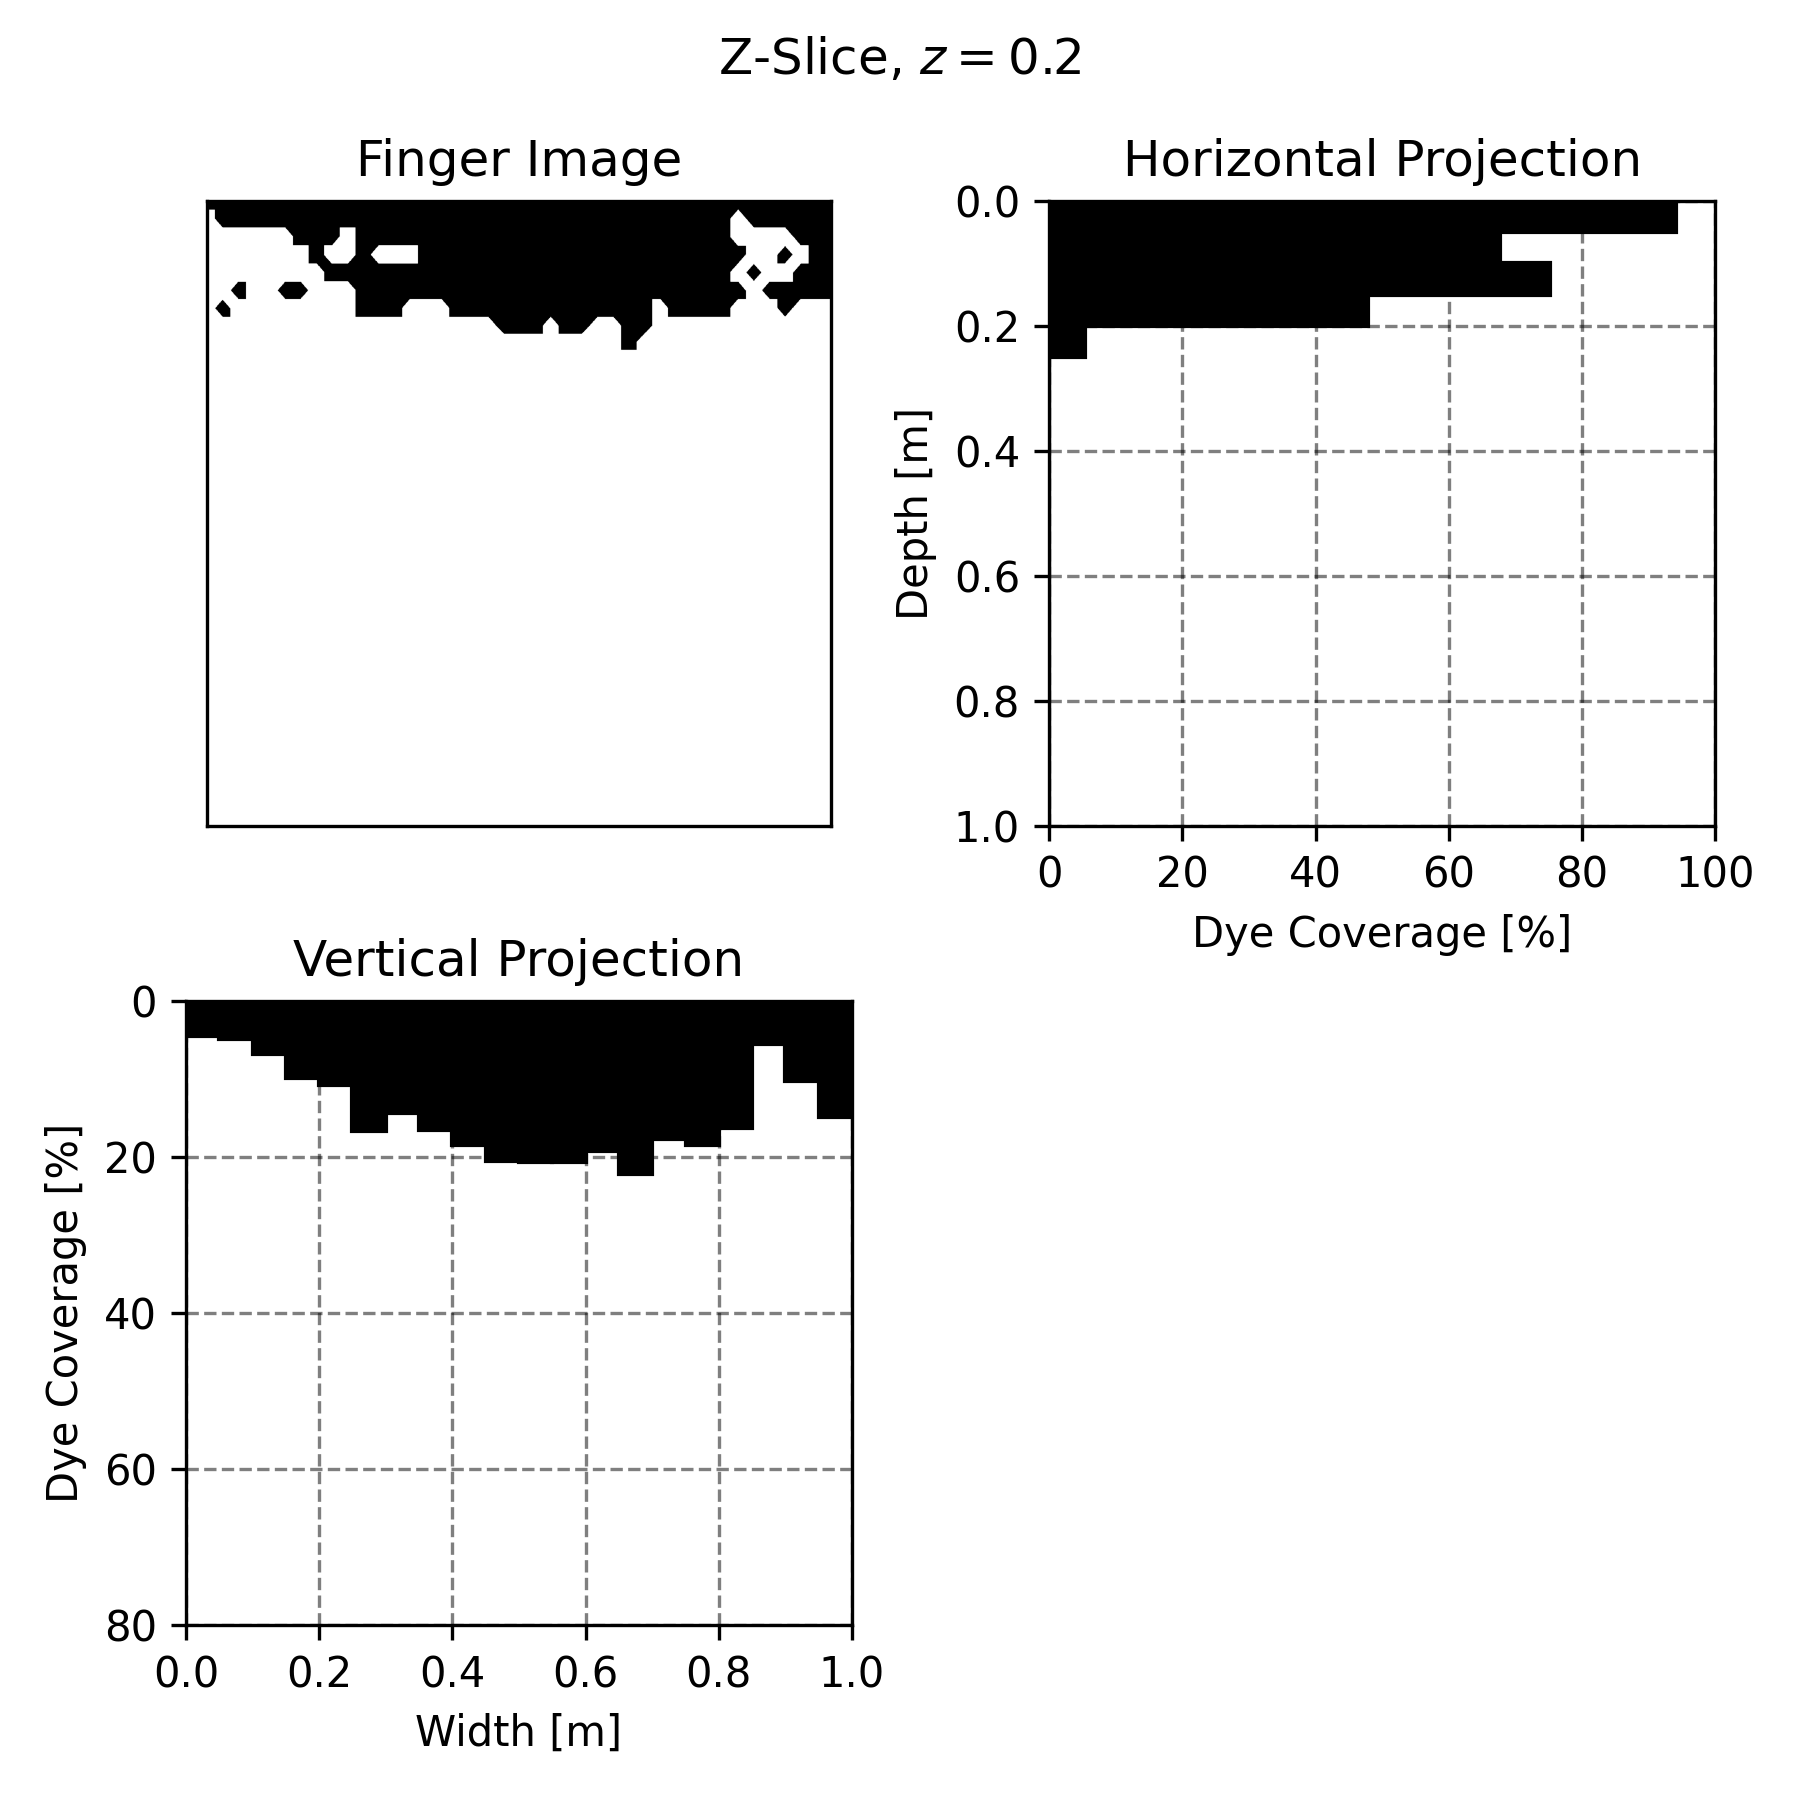 Z-Slice, z = 0.2
Finger Image
Horizontal Projection
0.0
0.2
0.4
0.6
0.8
1.0
Depth [m]
0 20 40 60 80 100
Dye Coverage [%]
Vertical Projection
0
20
40
60
80
Dye Coverage [%]
0.0 0.2 0.4 0.6 0.8 1.0
Width [m]